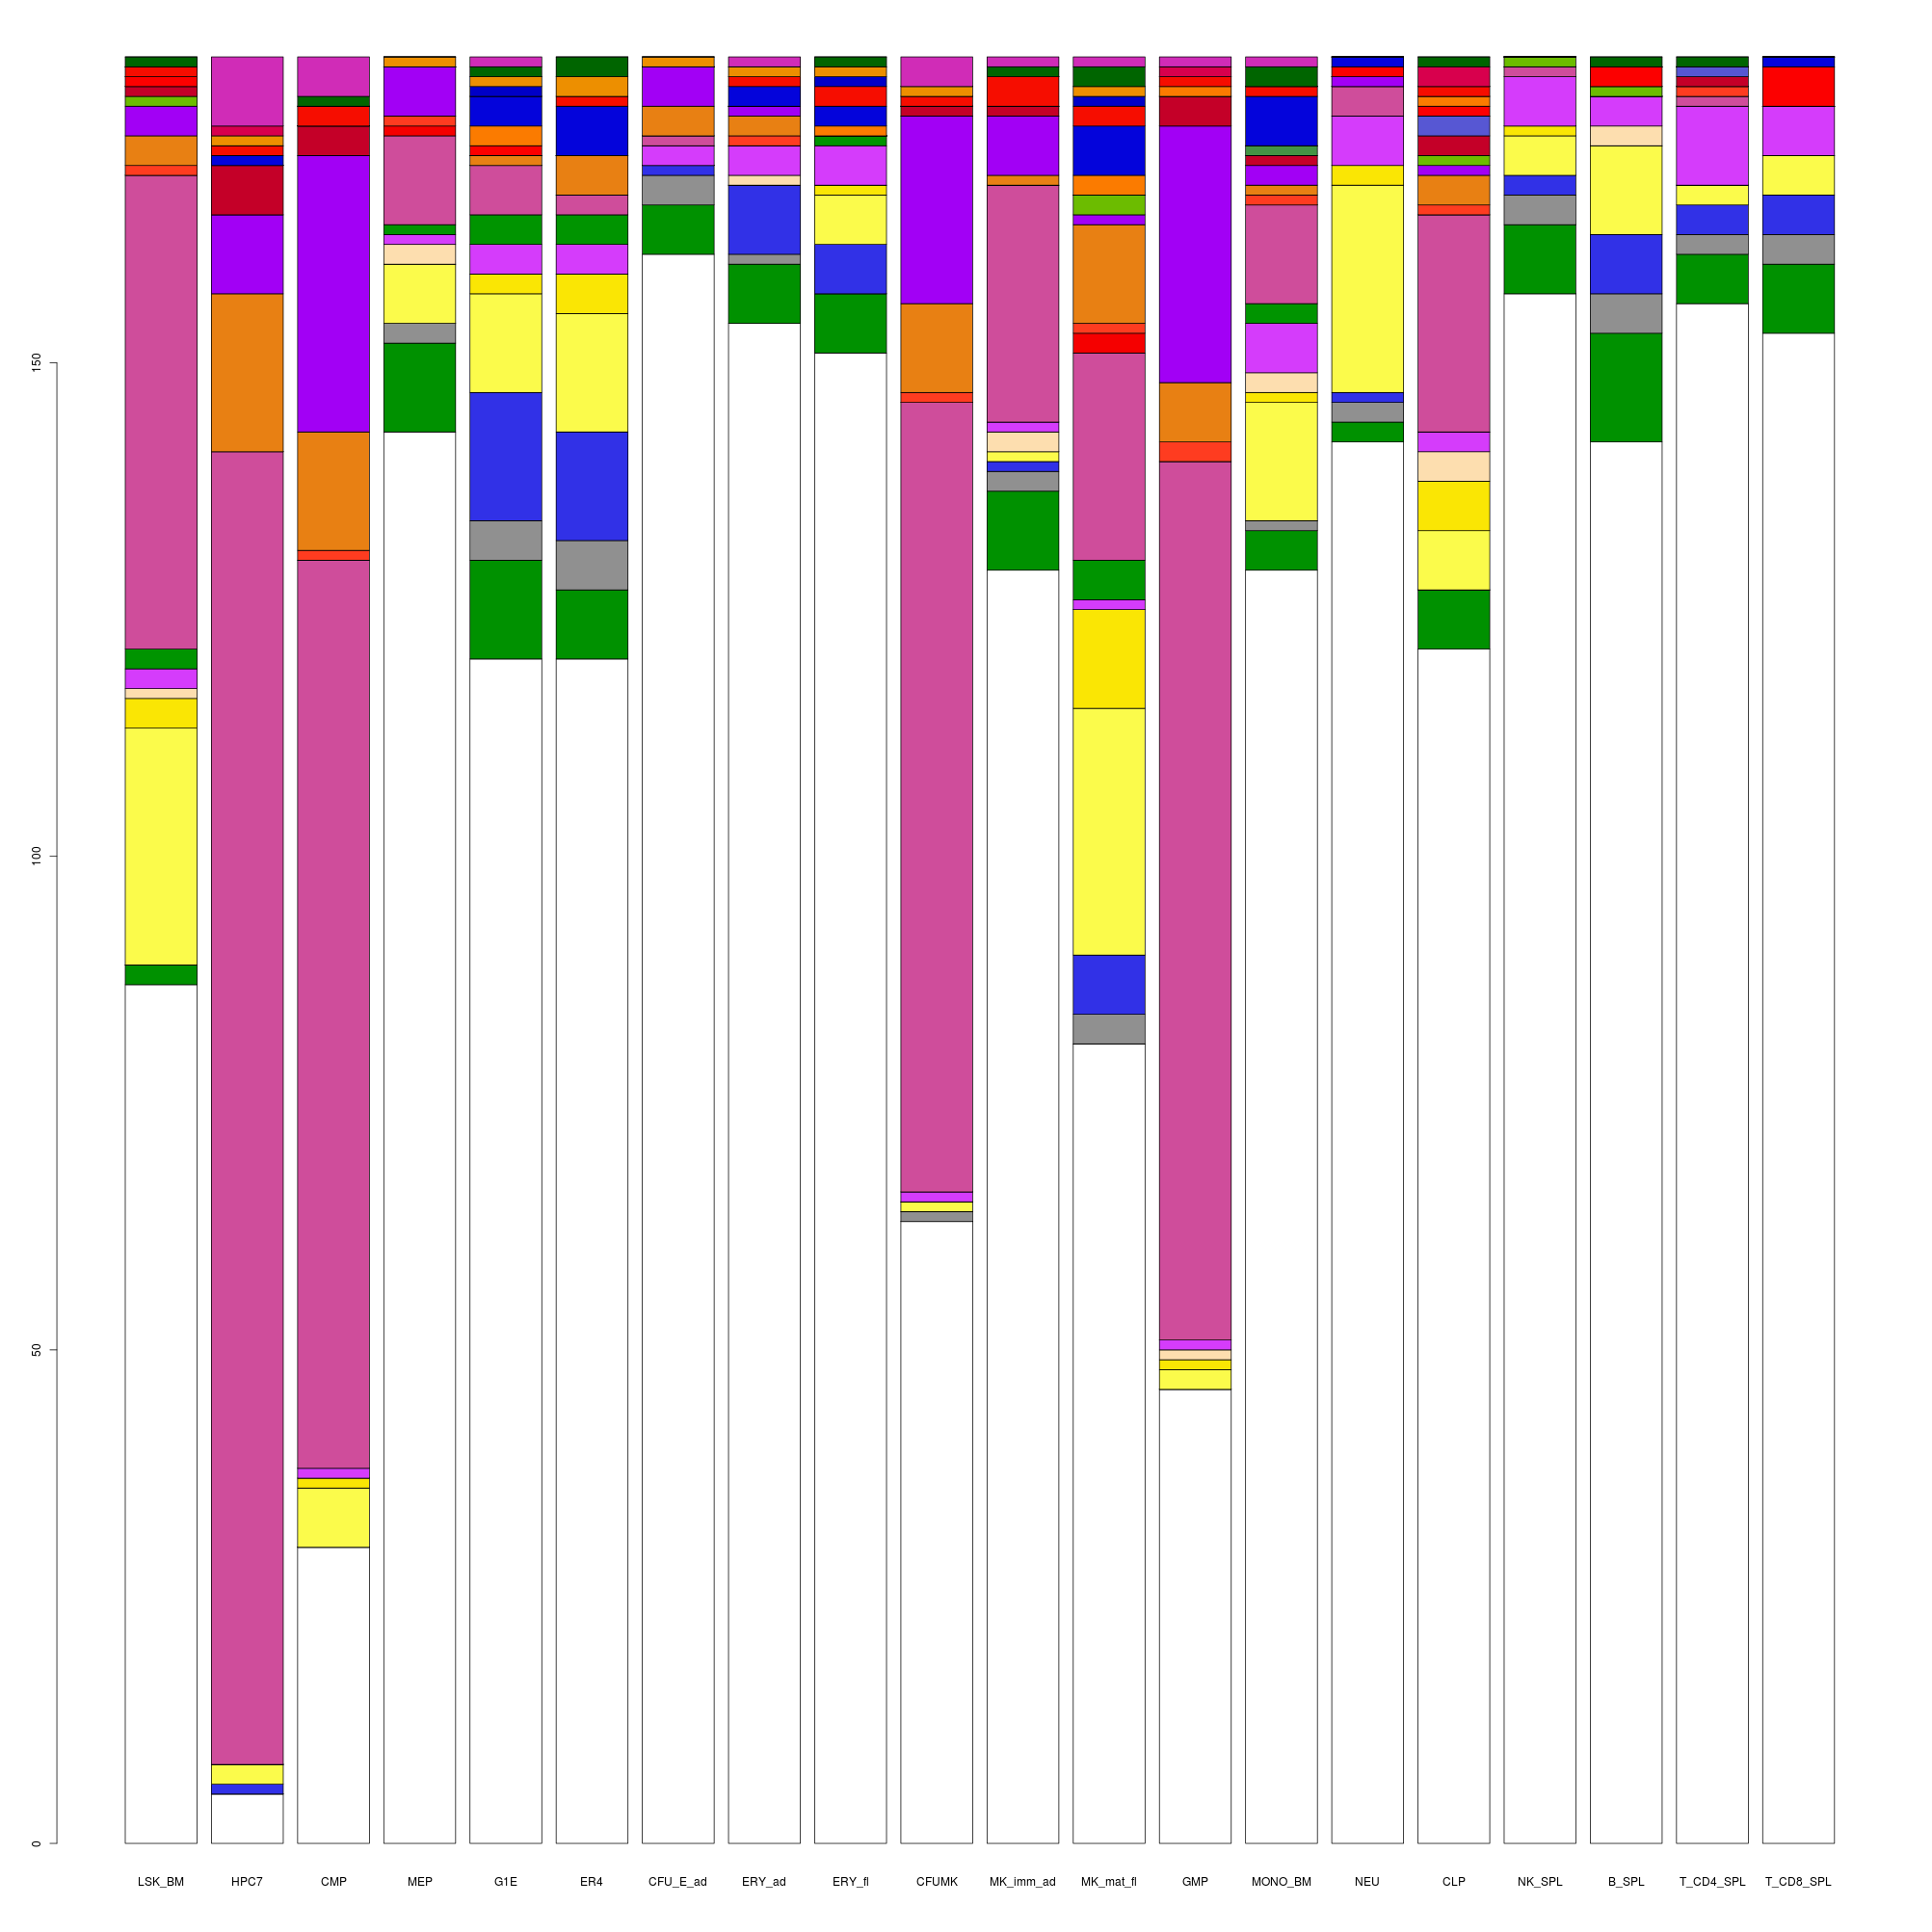 150
100
50
0
LSK_BM HPC7 CMP MEP G1E ER4 CFU_E_ad ERY_ad ERY_fl CFUMK MK_imm_ad MK_mat_fl GMP MONO_BM NEU CLP NK_SPL B_SPL T_CD4_SPL T_CD8_SPL